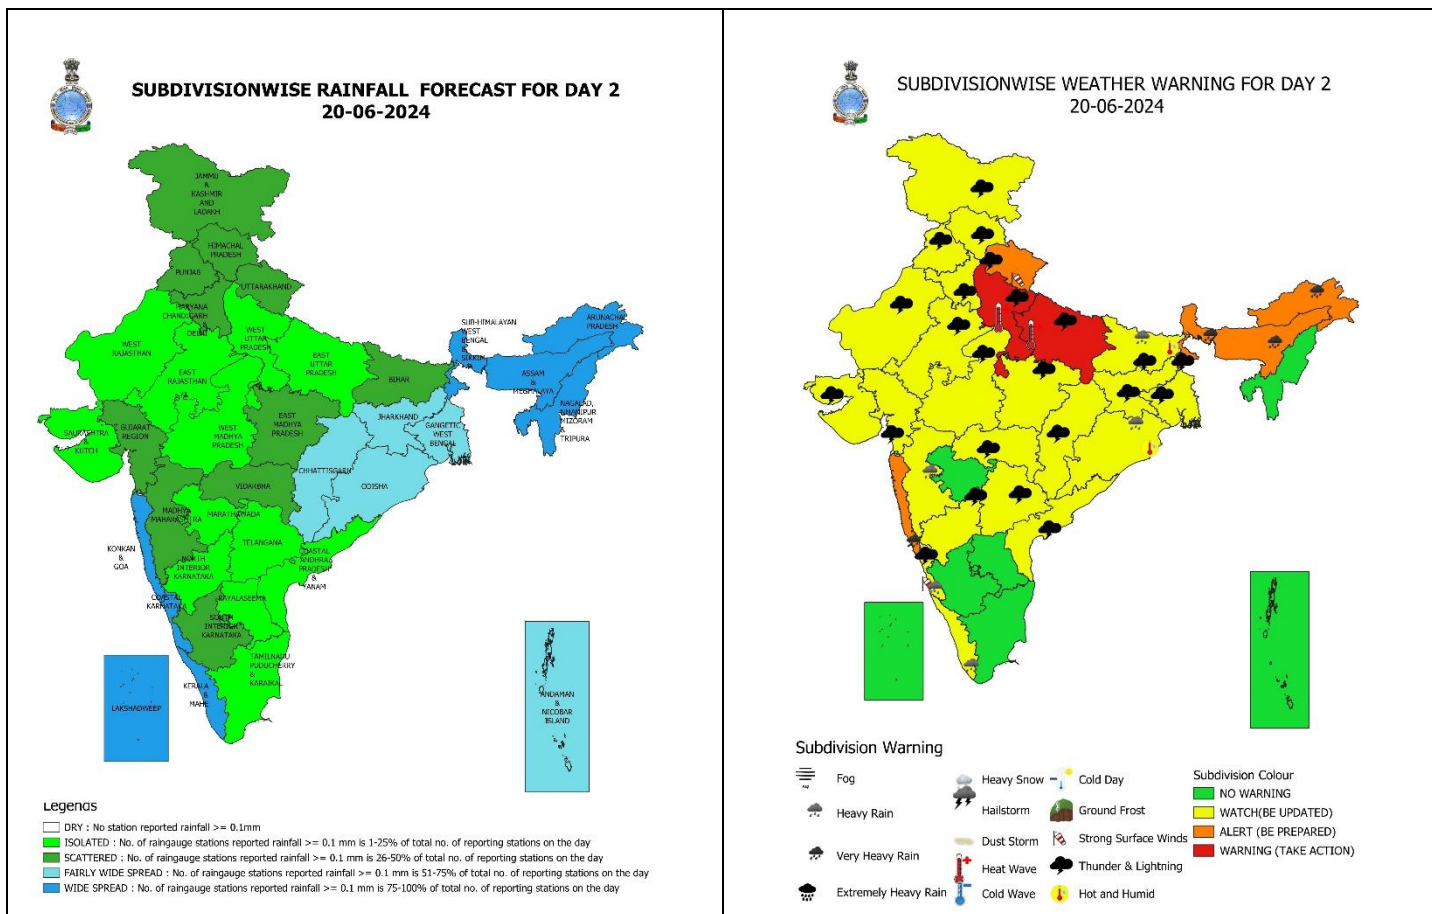 SUBDIVISIONWISE RAINFALL FORECAST FOR DAY 2
20-06-2024
JAMMU
&
KASHMIR
AND
LADAKH
HIMACHAL
PRADESH
PUNJAB
UTTARAKHAND
HARYANA
CHANDIGARH
&
DELHI
WEST
UTTAR
PRADESH
WEST
RAJASTHAN
EAST
RAJASTHAN
EAST
UTTAR
PRADESH
SUB-HIMALAYAN
WEST
BENGAL
&
SIKKIM
ARUNACHAL
PRADESH
ASSAM
&
MEGHALAYA
NAGALAD,
MANIPUR
MIZORAM
&
TRIPURA
BIHAR
JHARKHAND
GANGETIC
WEST
BENGAL
EAST
MADHYA
PRADESH
WEST
MADHYA
PRADESH
GUJARAT
REGION
SAURASHTRA
&
KUTCH
CHHATTISGARH
ODISHA
VIDARBHA
MADHYA
MAHARASHTRA
MARATHAWADA
TELANGANA
KONKAN
&
GOA
NORTH
INTERIOR
KARNATAKA
COASTAL
ANDHRA
PRADESH
&
YANAM
COASTAL
KARNATAKA
RAYALASEEMA
SOUTH
INTERIOR
KARNATAKA
TAMILNADU
PUDUCHERRY
&
KARAIKAL
KERALA
&
MAHE
LAKSHADWEEP
ANDAMAN
&
NICOBAR
ISLAND
Legends
DRY : No station reported rainfall >= 0.1mm
ISOLATED : No. of raingauge stations reported rainfall >= 0.1 mm is 1-25% of total no. of reporting stations on the day
SCATTERED : No. of raingauge stations reported rainfall >= 0.1 mm is 26-50% of total no. of reporting stations on the day
FAIRLY WIDE SPREAD : No. of raingauge stations reported rainfall >= 0.1 mm is 51-75% of total no. of reporting stations on the day
WIDE SPREAD : No. of raingauge stations reported rainfall >= 0.1 mm is 75-100% of total no. of reporting stations on the day
SUBDIVISIONWISE WEATHER WARNING FOR DAY 2
20-06-2024
Subdivision Warning
Fog
Heavy Rain
Very Heavy Rain
Extremely Heavy Rain
Heavy Snow
Hailstorm
Dust Storm
Heat Wave
Cold Wave
Cold Day
Ground Frost
Strong Surface Winds
Thunder & Lightning
Hot and Humid
Subdivision Colour
NO WARNING
WATCH(BE UPDATED)
ALERT (BE PREPARED)
WARNING (TAKE ACTION)